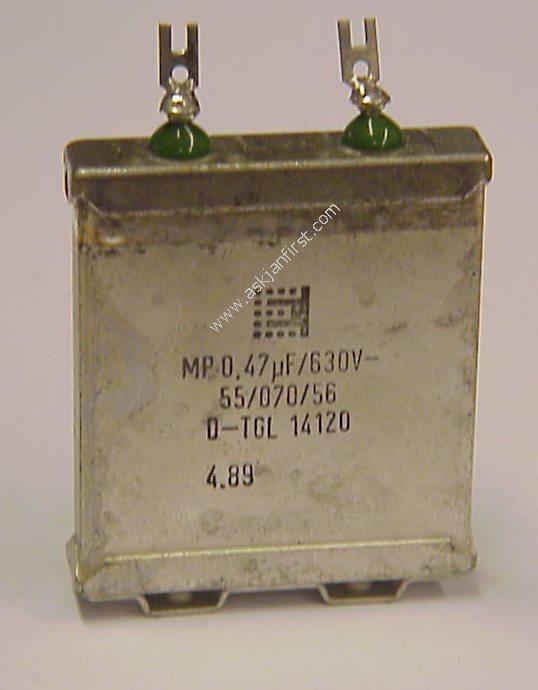 www.askjanfirst.com
MP 0,47µF/630V-
55/070/56
D-TGL 14120
4.89